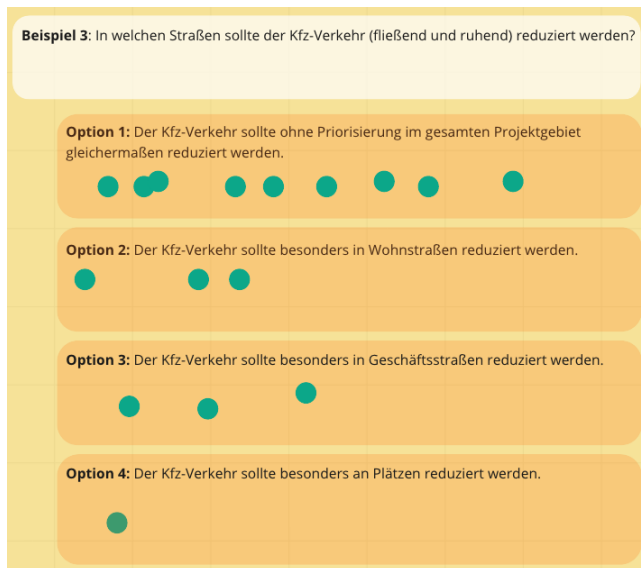 Beispiel 3: In welchen Straßen sollte der Kfz-Verkehr (fließend und ruhend) reduziert werden?
Option 1: Der Kfz-Verkehr sollte ohne Priorisierung im gesamten Projektgebiet
gleichermaßen reduziert werden.
Option 2: Der Kfz-Verkehr sollte besonders in Wohnstraßen reduziert werden.
Option 3: Der Kfz-Verkehr sollte besonders in Geschäftsstraßen reduziert werden.
Option 4: Der Kfz-Verkehr sollte besonders an Plätzen reduziert werden.